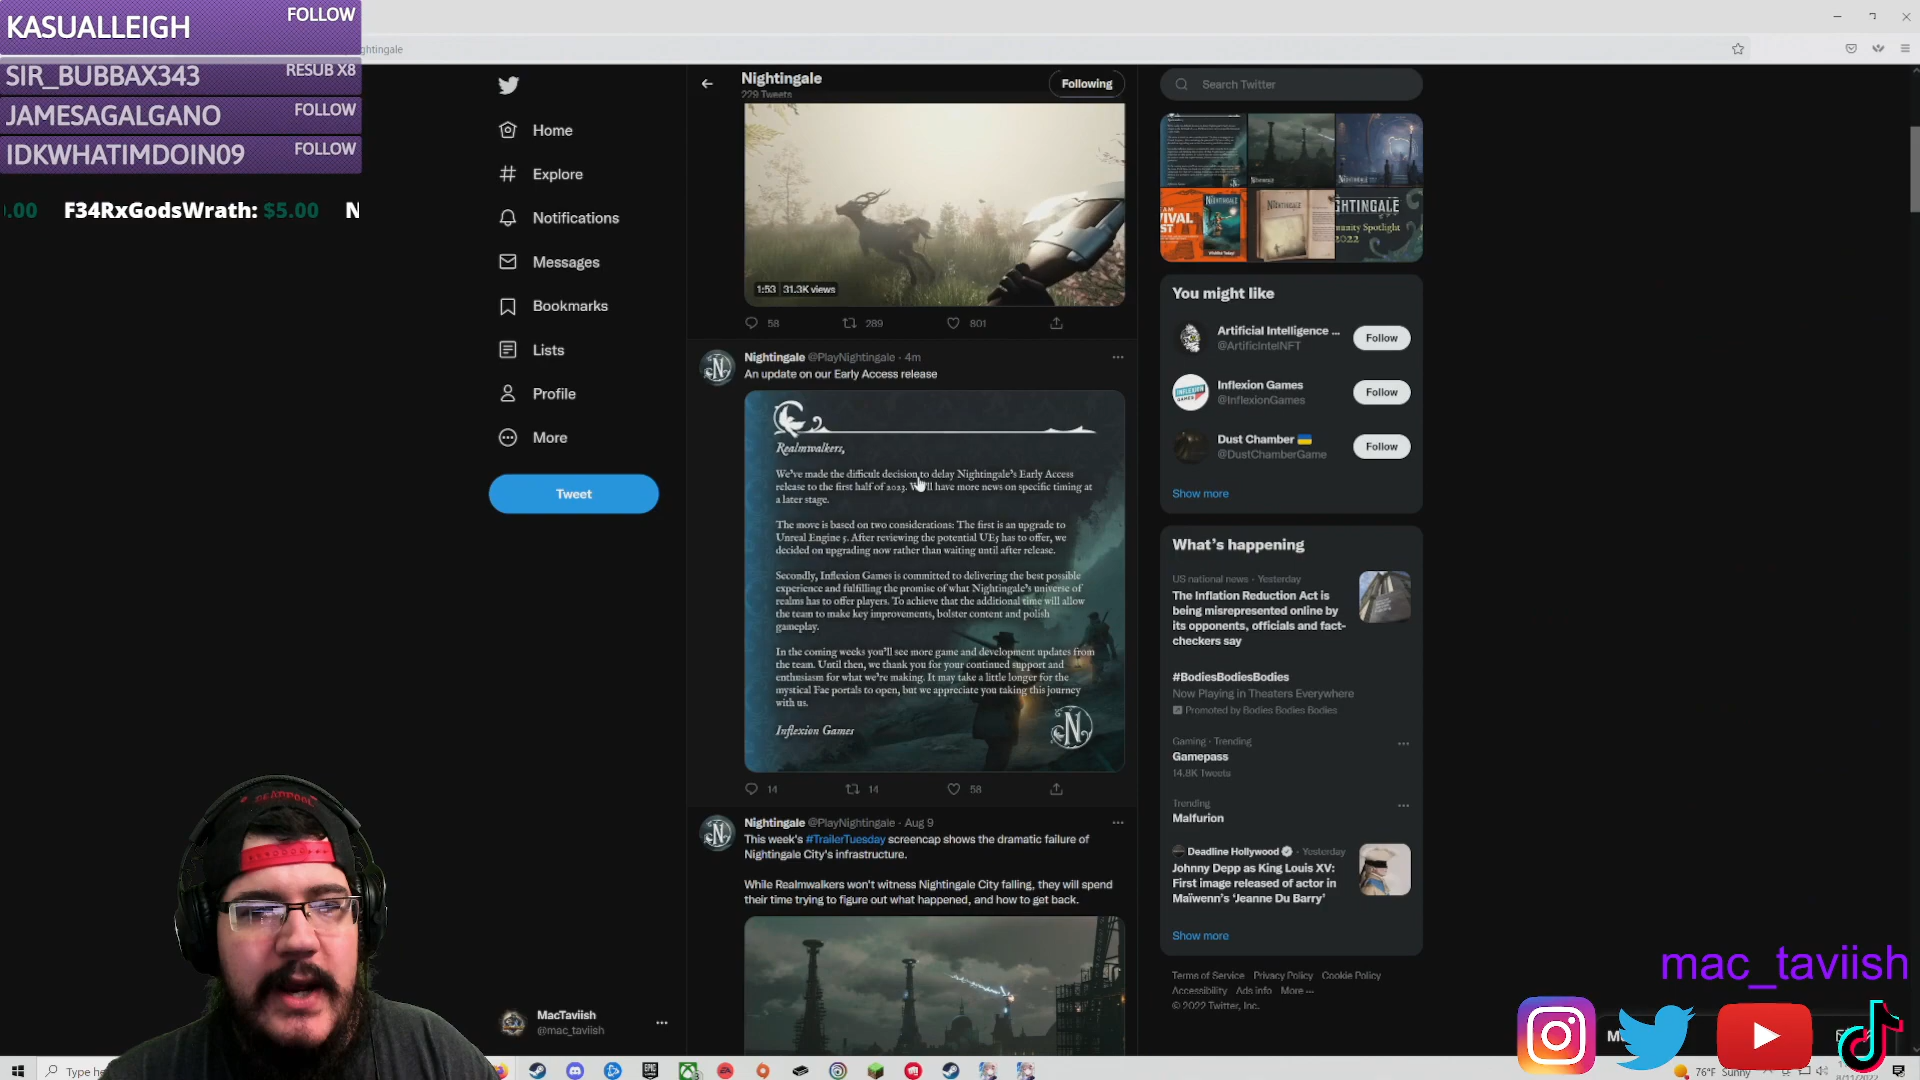 KASUALLEIGH FOLLOW
SIR_BUBBAX343 RESUB X8
JAMESAGALGANO FOLLOW
IDKWHATIMDOIN09 FOLLOW
F34RxGodsWrath: $5.00
Home
Explore
Notifications
Messages
Bookmarks
Lists
Profile
More
Tweet
MacTaviish
@mac_taviish
Nightingale
229 Tweets
Following
1:53 31.3K views
58 289 801
Nightingale @PlayNightingale · 4m
An update on our Early Access release
Realmwalkers,
We've made the difficult decision to delay Nightingale's Early Access
release to the first half of 2023. We'll have more news on specific timing at
a later stage.
The move is based on two considerations: The first is an upgrade to
Unreal Engine 5. After reviewing the potential UE5 has to offer, we
decided on upgrading now rather than waiting until after release.
Secondly, Inflexion Games is committed to delivering the best possible
experience and fulfilling the promise of what Nightingale's universe of
realms has to offer players. To achieve that the additional time will allow
the team to make key improvements, bolster content and polish
gameplay.
In the coming weeks you'll see more game and development updates from
the team. Until then, we thank you for your continued support and
enthusiasm for what we're making. It may take a little longer for the
mystical Fae portals to open, but we appreciate you taking this journey
with us.
Inflexion Games
N
14 14 58
Nightingale @PlayNightingale · Aug 9
This week's #TrailerTuesday screencap shows the dramatic failure of
Nightingale City's infrastructure.
While Realmwalkers won't witness Nightingale City falling, they will spend
their time trying to figure out what happened, and how to get back.
Search Twitter
You might like
Artificial Intelligence ...
@ArtificIntelNFT
Follow
Inflexion Games
@InflexionGames
Follow
Dust Chamber
@DustChamberGame
Follow
Show more
What's happening
US national news · Yesterday
The Inflation Reduction Act is
being misrepresented online by
its opponents, officials and fact-
checkers say
#BodiesBodiesBodies
Now Playing in Theaters Everywhere
Promoted by Bodies Bodies Bodies
Gaming · Trending
Gamepass
14.8K Tweets
Trending
Malfurion
Deadline Hollywood · Yesterday
Johnny Depp as King Louis XV:
First image released of actor in
Maïwenn's 'Jeanne Du Barry'
Show more
Terms of Service Privacy Policy Cookie Policy
Accessibility Ads info More ...
© 2022 Twitter, Inc.
mac_taviish
76°F Sunny